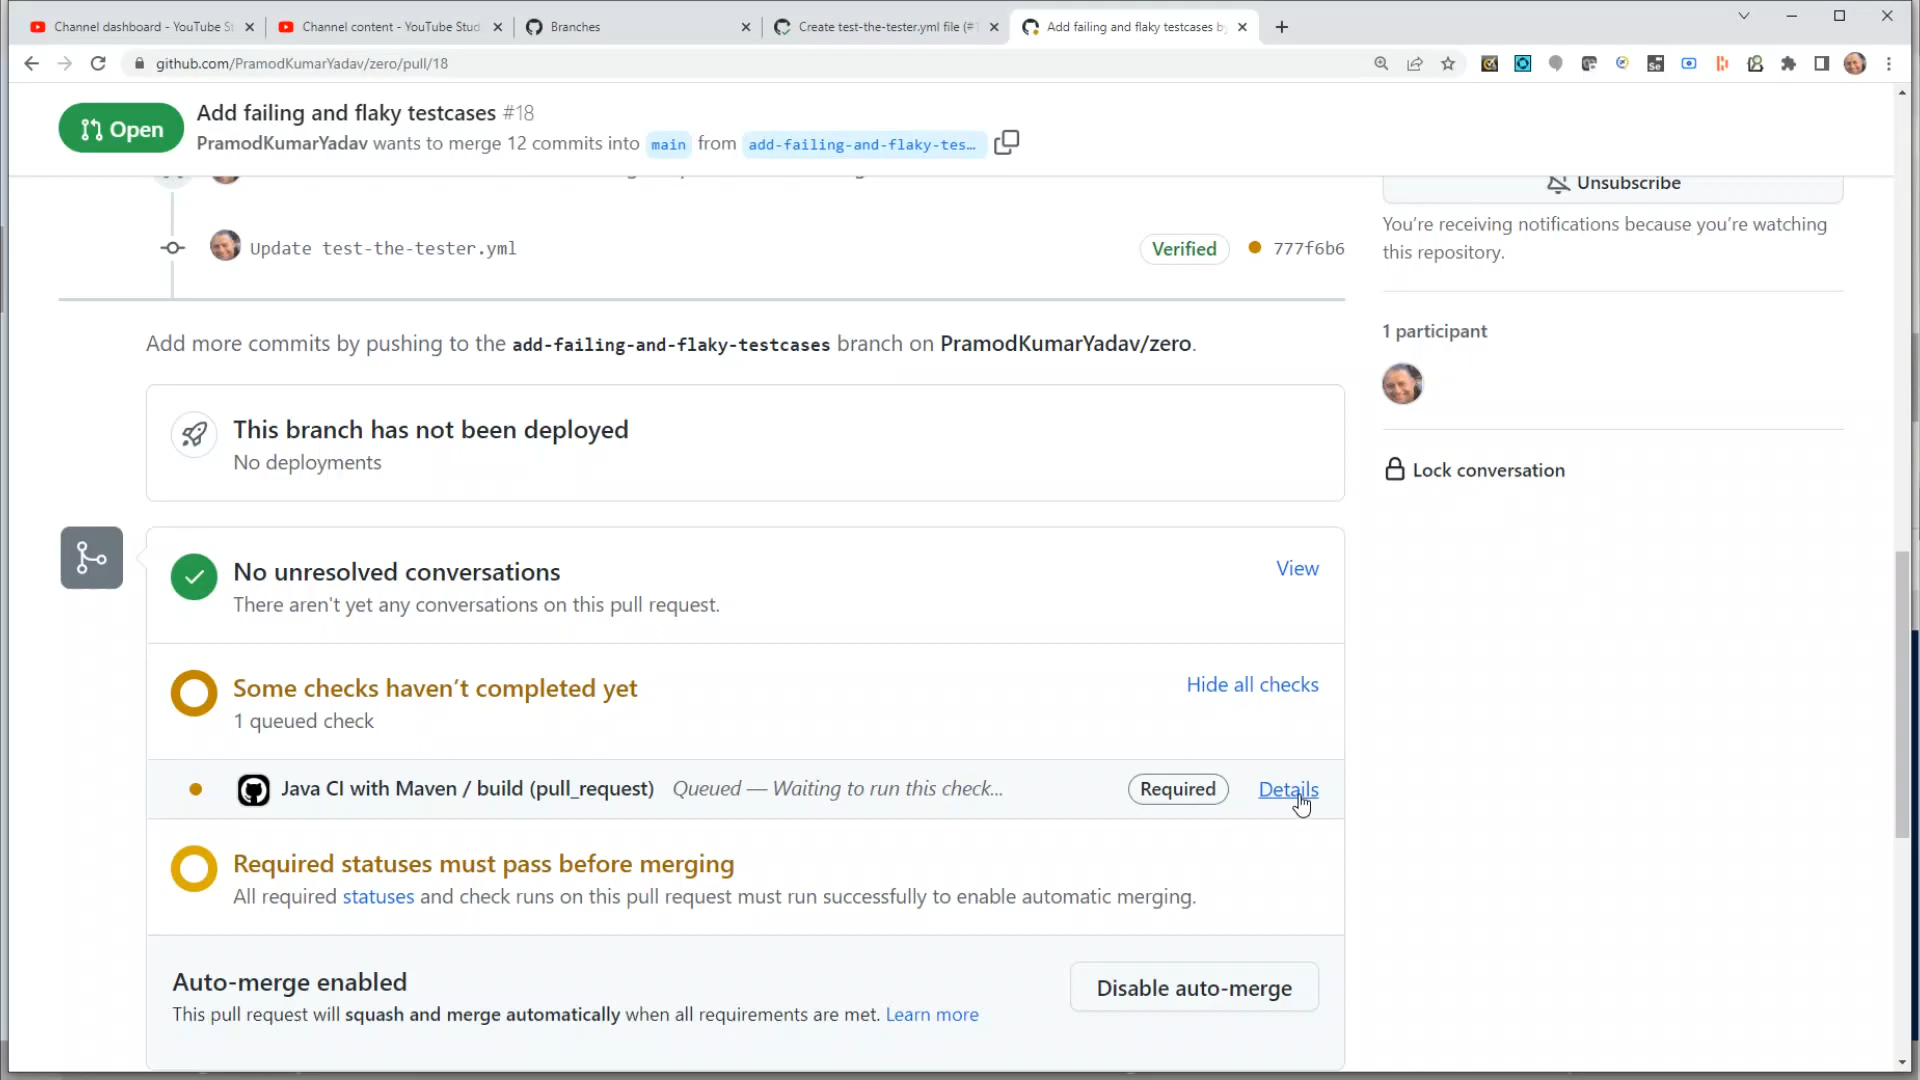 Channel dashboard - YouTube St
Channel content - YouTube Stud
Branches
Create test-the-tester.yml file (#1
Add failing and flaky testcases by
github.com/PramodKumarYadav/zero/pull/18
Open
Add failing and flaky testcases #18
PramodKumarYadav wants to merge 12 commits into main from add-failing-and-flaky-tes…
Unsubscribe
You're receiving notifications because you're watching
this repository.
Update test-the-tester.yml
Verified
777f6b6
1 participant
Add more commits by pushing to the add-failing-and-flaky-testcases branch on PramodKumarYadav/zero.
This branch has not been deployed
No deployments
Lock conversation
No unresolved conversations
View
There aren't yet any conversations on this pull request.
Some checks haven't completed yet
Hide all checks
1 queued check
Java CI with Maven / build (pull_request) Queued — Waiting to run this check...
Required
Details
Required statuses must pass before merging
All required statuses and check runs on this pull request must run successfully to enable automatic merging.
Auto-merge enabled
Disable auto-merge
This pull request will squash and merge automatically when all requirements are met. Learn more